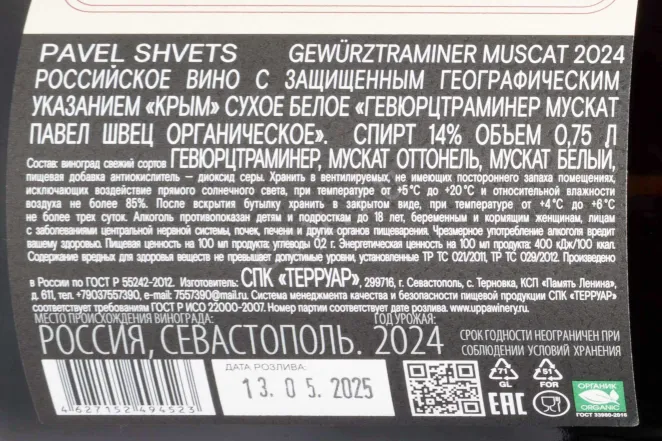 PAVEL SHVETS GEWÜRZTRAMINER MUSCAT 2024
РОССИЙСКОЕ ВИНО С ЗАЩИЩЕННЫМ ГЕОГРАФИЧЕСКИМ
УКАЗАНИЕМ «КРЫМ» СУХОЕ БЕЛОЕ «ГЕВЮРЦТРАМИНЕР МУСКАТ
ПАВЕЛ ШВЕЦ ОРГАНИЧЕСКОЕ». СПИРТ 14% ОБЪЕМ 0,75 Л
Состав: виноград свежий сортов ГЕВЮРЦТРАМИНЕР, МУСКАТ ОТТОНЕЛЬ, МУСКАТ БЕЛЫЙ,
пищевая добавка антиокислитель – диоксид серы. Хранить в вентилируемых, не имеющих постороннего запаха помещениях,
исключающих воздействие прямого солнечного света, при температуре от +5°С до +20°С и относительной влажности
воздуха не более 85%. После вскрытия бутылку хранить в закрытом виде, при температуре от +4°С до +6°С
не более трех суток. Алкоголь противопоказан детям и подросткам до 18 лет, беременным и кормящим женщинам, лицам
с заболеваниями центральной нервной системы, почек, печени и других органов пищеварения. Чрезмерное употребление алкоголя вредит
вашему здоровью. Пищевая ценность на 100 мл продукта: углеводы 0,2 г. Энергетическая ценность на 100 мл продукта: 400 кДж/100 ккал.
Содержание вредных для здоровья веществ не превышает допустимые уровни, установленные ТР ТС 021/2011, ТР ТС 029/2012. Произведено
в России по ГОСТ Р 55242-2012. Изготовитель: СПК «ТЕРРУАР», 299716, г. Севастополь, с. Терновка, КСП «Память Ленина»,
д. 611, тел. +79037557390, e-mail: 7557390@mail.ru. Система менеджмента качества и безопасности пищевой продукции СПК «ТЕРРУАР»
соответствует требованиям ГОСТ Р ИСО 22000-2007. Номер партии соответствует дате розлива. www.uppawinery.ru.
МЕСТО ПРОИСХОЖДЕНИЯ ВИНОГРАДА: ГОД УРОЖАЯ:
РОССИЯ, СЕВАСТОПОЛЬ. 2024
СРОК ГОДНОСТИ НЕОГРАНИЧЕН ПРИ
СОБЛЮДЕНИИ УСЛОВИЙ ХРАНЕНИЯ
ДАТА РОЗЛИВА:
13.05.2025
4 627152 494523
71
GL
51
FOR
EAC
ОРГАНИК
ORGANIC
ГОСТ 33980-2016